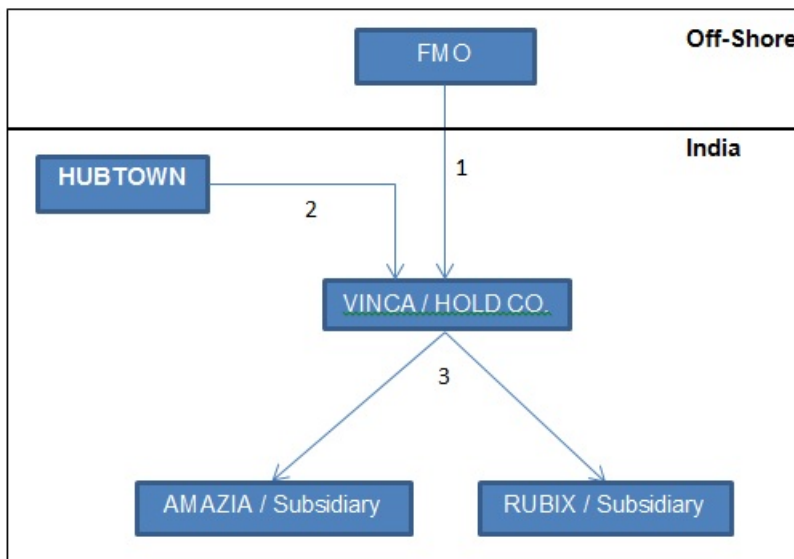 FMO
Off-Shore
India
1
HUBTOWN
2
VINCA / HOLD CO.
3
AMAZIA / Subsidiary
RUBIX / Subsidiary